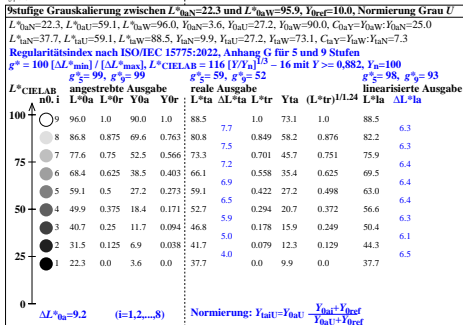 9stufige Grauskalierung zwischen L*0aN=22.3 und L*0aW=95.9, Y0ref=10.0, Normierung Grau U
L*0aN=22.3, L*0aU=59.1, L*0aW=96.0, Y0aN=3.6, Y0aU=27.2, Y0aW=90.0, C0aY=Y0aW:Y0aN=25.0
L*taN=37.7, L*taU=59.1, L*taW=88.5, YtaN=9.9, YtaU=27.2, YtaW=73.1, CtaY=YtaW:YtaN=7.3
Regularitätsindex nach ISO/IEC 15775:2022, Anhang G für 5 und 9 Stufen
g* = 100 [ΔL*min] / [ΔL*max], L*CIELAB = 116 [Y/Yn]1/3 − 16 mit Y >= 0,882, Yn=100
g*5= 99, g*9= 99 g*5= 59, g*9= 52 g*5= 98, g*9= 93
L*CIELAB angestrebte Ausgabe reale Ausgabe linearisierte Ausgabe
n0. i L*0a L*0r Y0a Y0r L*ta ΔL*ta L*tr Yta (L*tr)1/1.24 L*la ΔL*la
9 96.0 1.0 90.0 1.0 88.5 1.0 73.1 1.0 88.5
100
7.7 6.3
8 86.8 0.875 69.6 0.763 80.8 0.849 58.2 0.876 82.2
7.5 6.3
75 7 77.6 0.75 52.5 0.566 73.3 0.701 45.7 0.751 75.9
7.2 6.4
6 68.4 0.625 38.5 0.403 66.1 0.558 35.4 0.625 69.5
6.9 6.4
5 59.1 0.5 27.2 0.273 59.1 0.422 27.2 0.498 63.0
6.5 6.4
50 4 49.9 0.375 18.4 0.171 52.7 0.294 20.7 0.372 56.6
5.9 6.4
3 40.7 0.25 11.7 0.094 46.8 0.178 15.9 0.249 50.4
5.0 6.1
2 31.5 0.125 6.9 0.038 41.7 0.079 12.3 0.129 44.3
4.0 6.5
25
1 22.3 0.0 3.6 0.0 37.7 0.0 9.9 0.0 37.7
0
ΔL*0a=9.2 (i=1,2,...,8) Normierung: YtaiU=Y0aU Y0ai+Y0ref
Y0aU+Y0ref